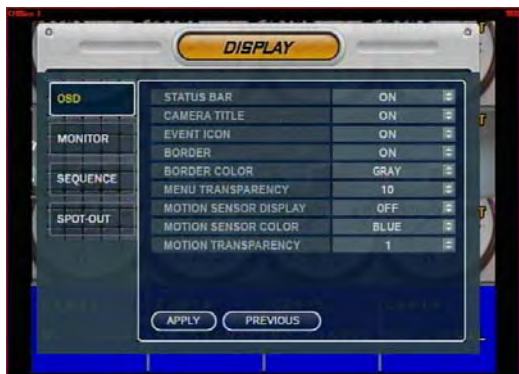 DISPLAY
OSD
MONITOR
SEQUENCE
SPOT-OUT
STATUS BAR ON
CAMERA TITLE ON
EVENT ICON ON
BORDER ON
BORDER COLOR GRAY
MENU TRANSPARENCY 10
MOTION SENSOR DISPLAY OFF
MOTION SENSOR COLOR BLUE
MOTION TRANSPARENCY 1
APPLY PREVIOUS